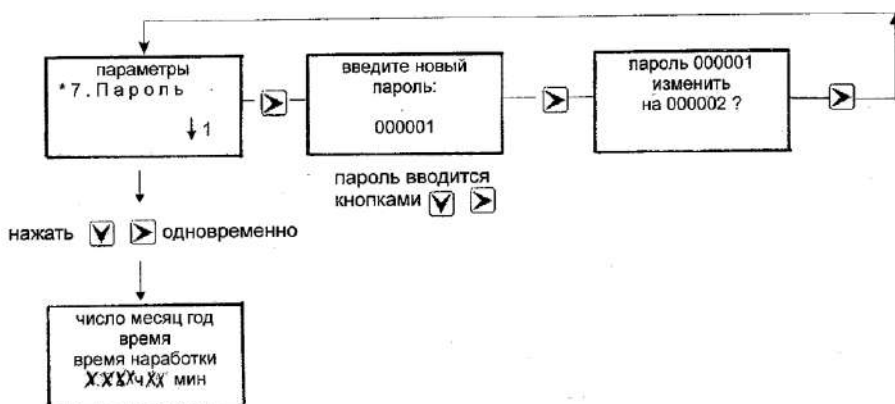 параметры
*7.Пароль
↓1
введите новый
пароль:
000001
пароль 000001
изменить
на 000002 ?
пароль вводится
кнопками
нажать
одновременно
число месяц год
время
время наработки
ХХХХчХХ мин